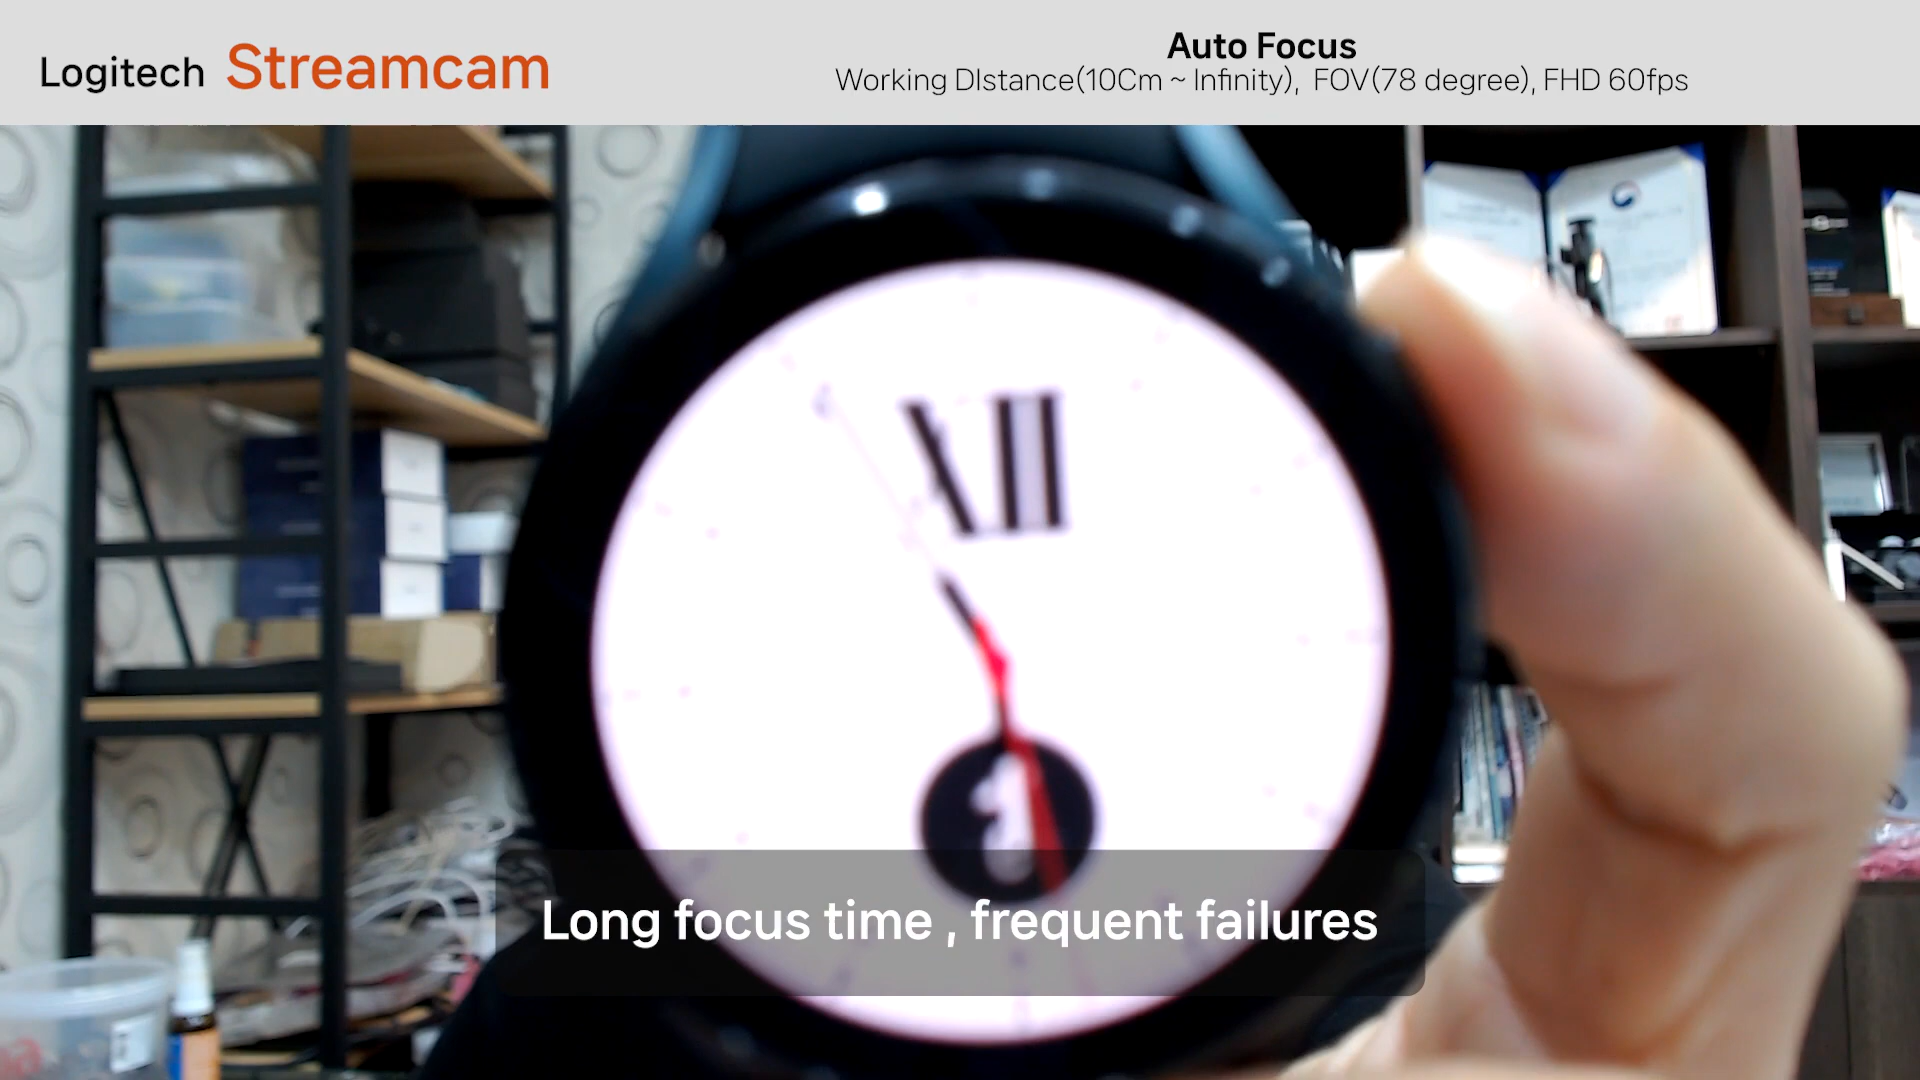 Logitech Streamcam
Auto Focus
Working DIstance(10Cm ~ Infinity), FOV(78 degree), FHD 60fps
XII
Long focus time , frequent failures